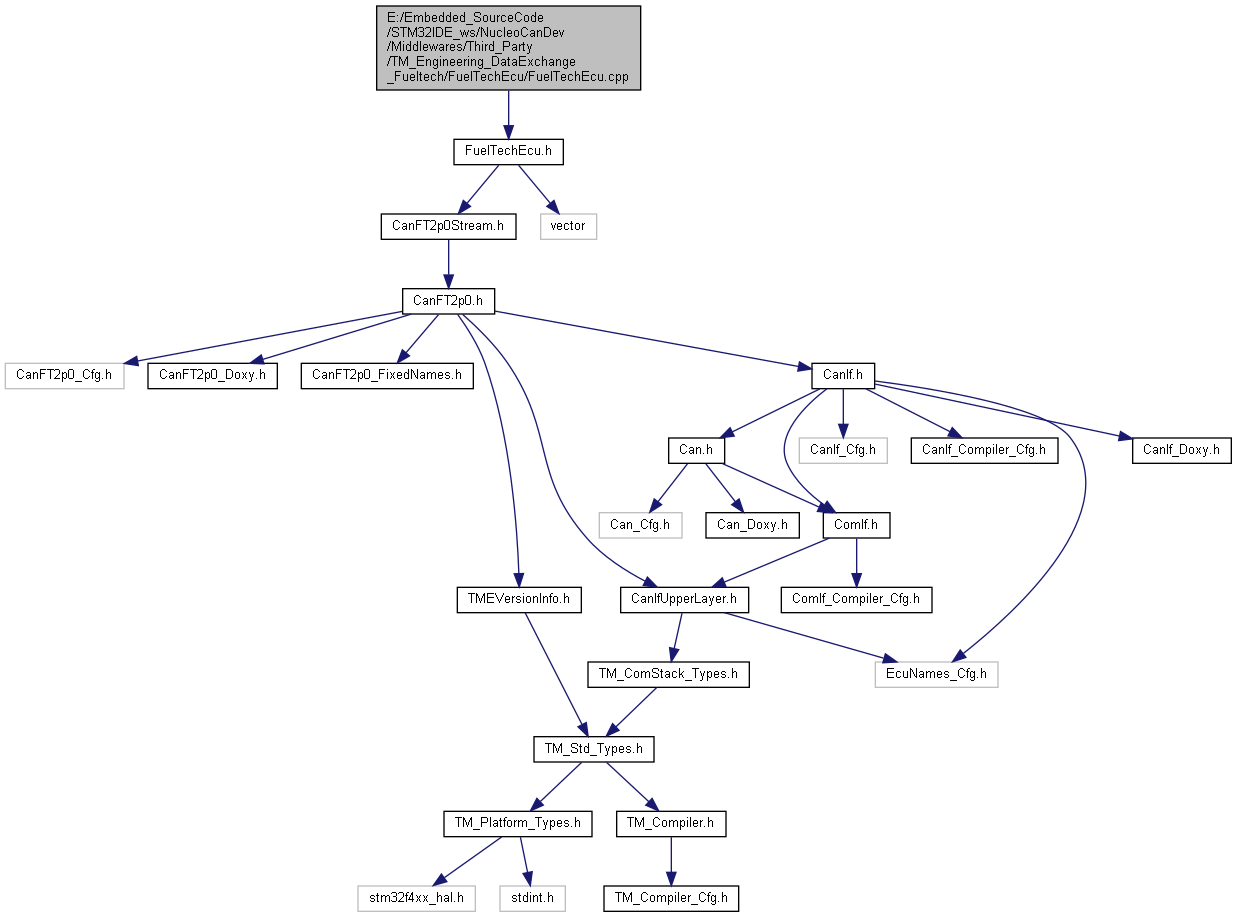 E:/Embedded_SourceCode
/STM32IDE_ws/NucleoCanDev
/Middlewares/Third_Party
/TM_Engineering_DataExchange
_Fueltech/FuelTechEcu/FuelTechEcu.cpp
FuelTechEcu.h
CanFT2p0Stream.h
vector
CanFT2p0.h
CanFT2p0_Cfg.h
CanFT2p0_Doxy.h
CanFT2p0_FixedNames.h
CanIf.h
Can.h
CanIf_Cfg.h
CanIf_Compiler_Cfg.h
CanIf_Doxy.h
Can_Cfg.h
Can_Doxy.h
ComIf.h
TMEVersionInfo.h
CanIfUpperLayer.h
ComIf_Compiler_Cfg.h
TM_ComStack_Types.h
EcuNames_Cfg.h
TM_Std_Types.h
TM_Platform_Types.h
TM_Compiler.h
stm32f4xx_hal.h
stdint.h
TM_Compiler_Cfg.h